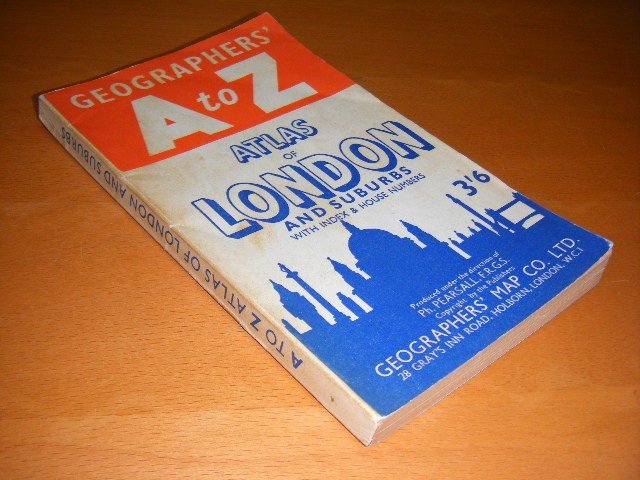 GEOGRAPHERS'
A to Z
ATLAS
OF
LONDON
AND SUBURBS
WITH INDEX & HOUSE NUMBERS
3'6
Produced under the direction of
Ph. PEARSALL, F.R.G.S.
Copyright by the Publishers
GEOGRAPHERS' MAP CO. LTD.
28 GRAY'S INN ROAD, HOLBORN, LONDON, W.C.1
A TO Z ATLAS OF LONDON AND SUBURBS